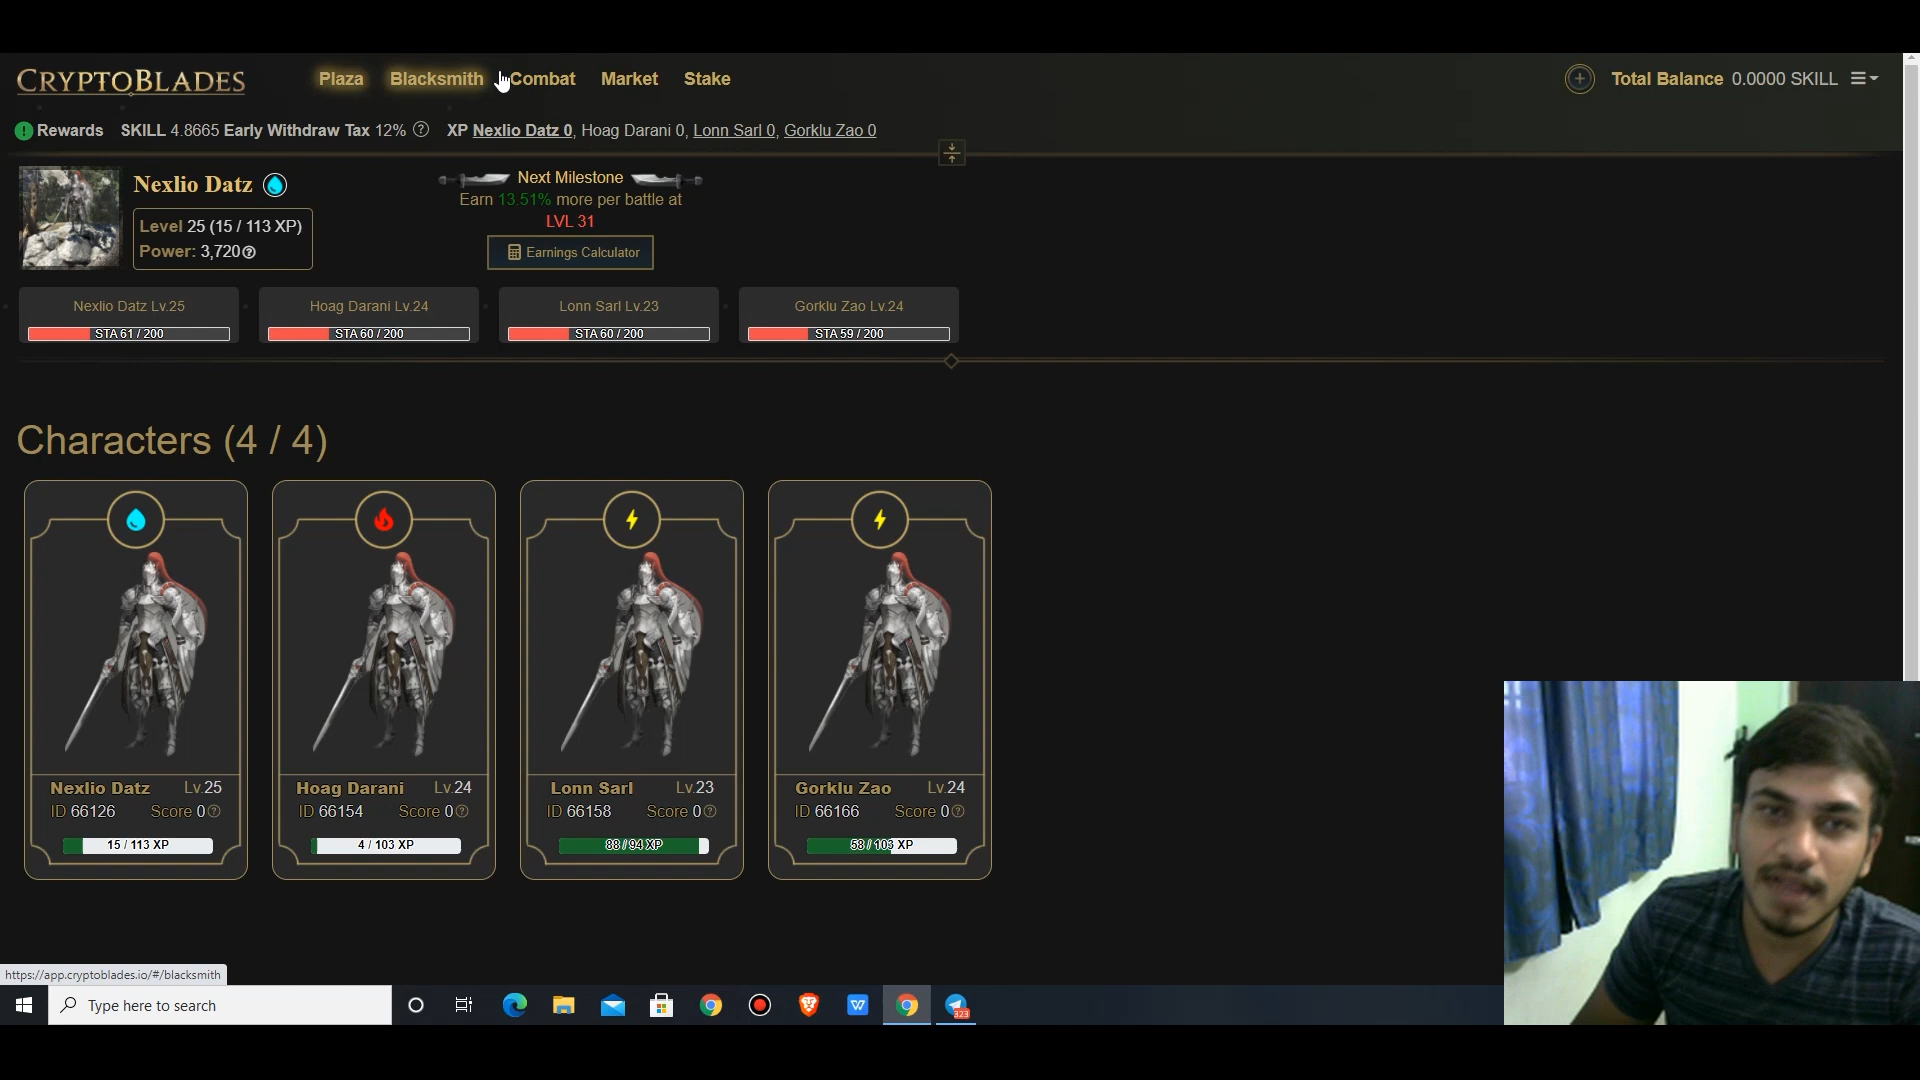 CRYPTOBLADES
Plaza Blacksmith Combat Market Stake
Total Balance 0.0000 SKILL
Rewards SKILL 4.8665 Early Withdraw Tax 12% XP Nexlio Datz 0, Hoag Darani 0, Lonn Sarl 0, Gorklu Zao 0
Nexlio Datz
Level 25 (15 / 113 XP)
Power: 3,720
Next Milestone
Earn 13.51% more per battle at
LVL 31
Earnings Calculator
Nexlio Datz Lv.25
STA 61 / 200
Hoag Darani Lv.24
STA 60 / 200
Lonn Sarl Lv.23
STA 60 / 200
Gorklu Zao Lv.24
STA 59 / 200
Characters (4 / 4)
Nexlio Datz Lv.25
ID 66126 Score 0
15 / 113 XP
Hoag Darani Lv.24
ID 66154 Score 0
4 / 103 XP
Lonn Sarl Lv.23
ID 66158 Score 0
88 / 94 XP
Gorklu Zao Lv.24
ID 66166 Score 0
58 / 103 XP
https://app.cryptoblades.io/#/blacksmith
Type here to search
323